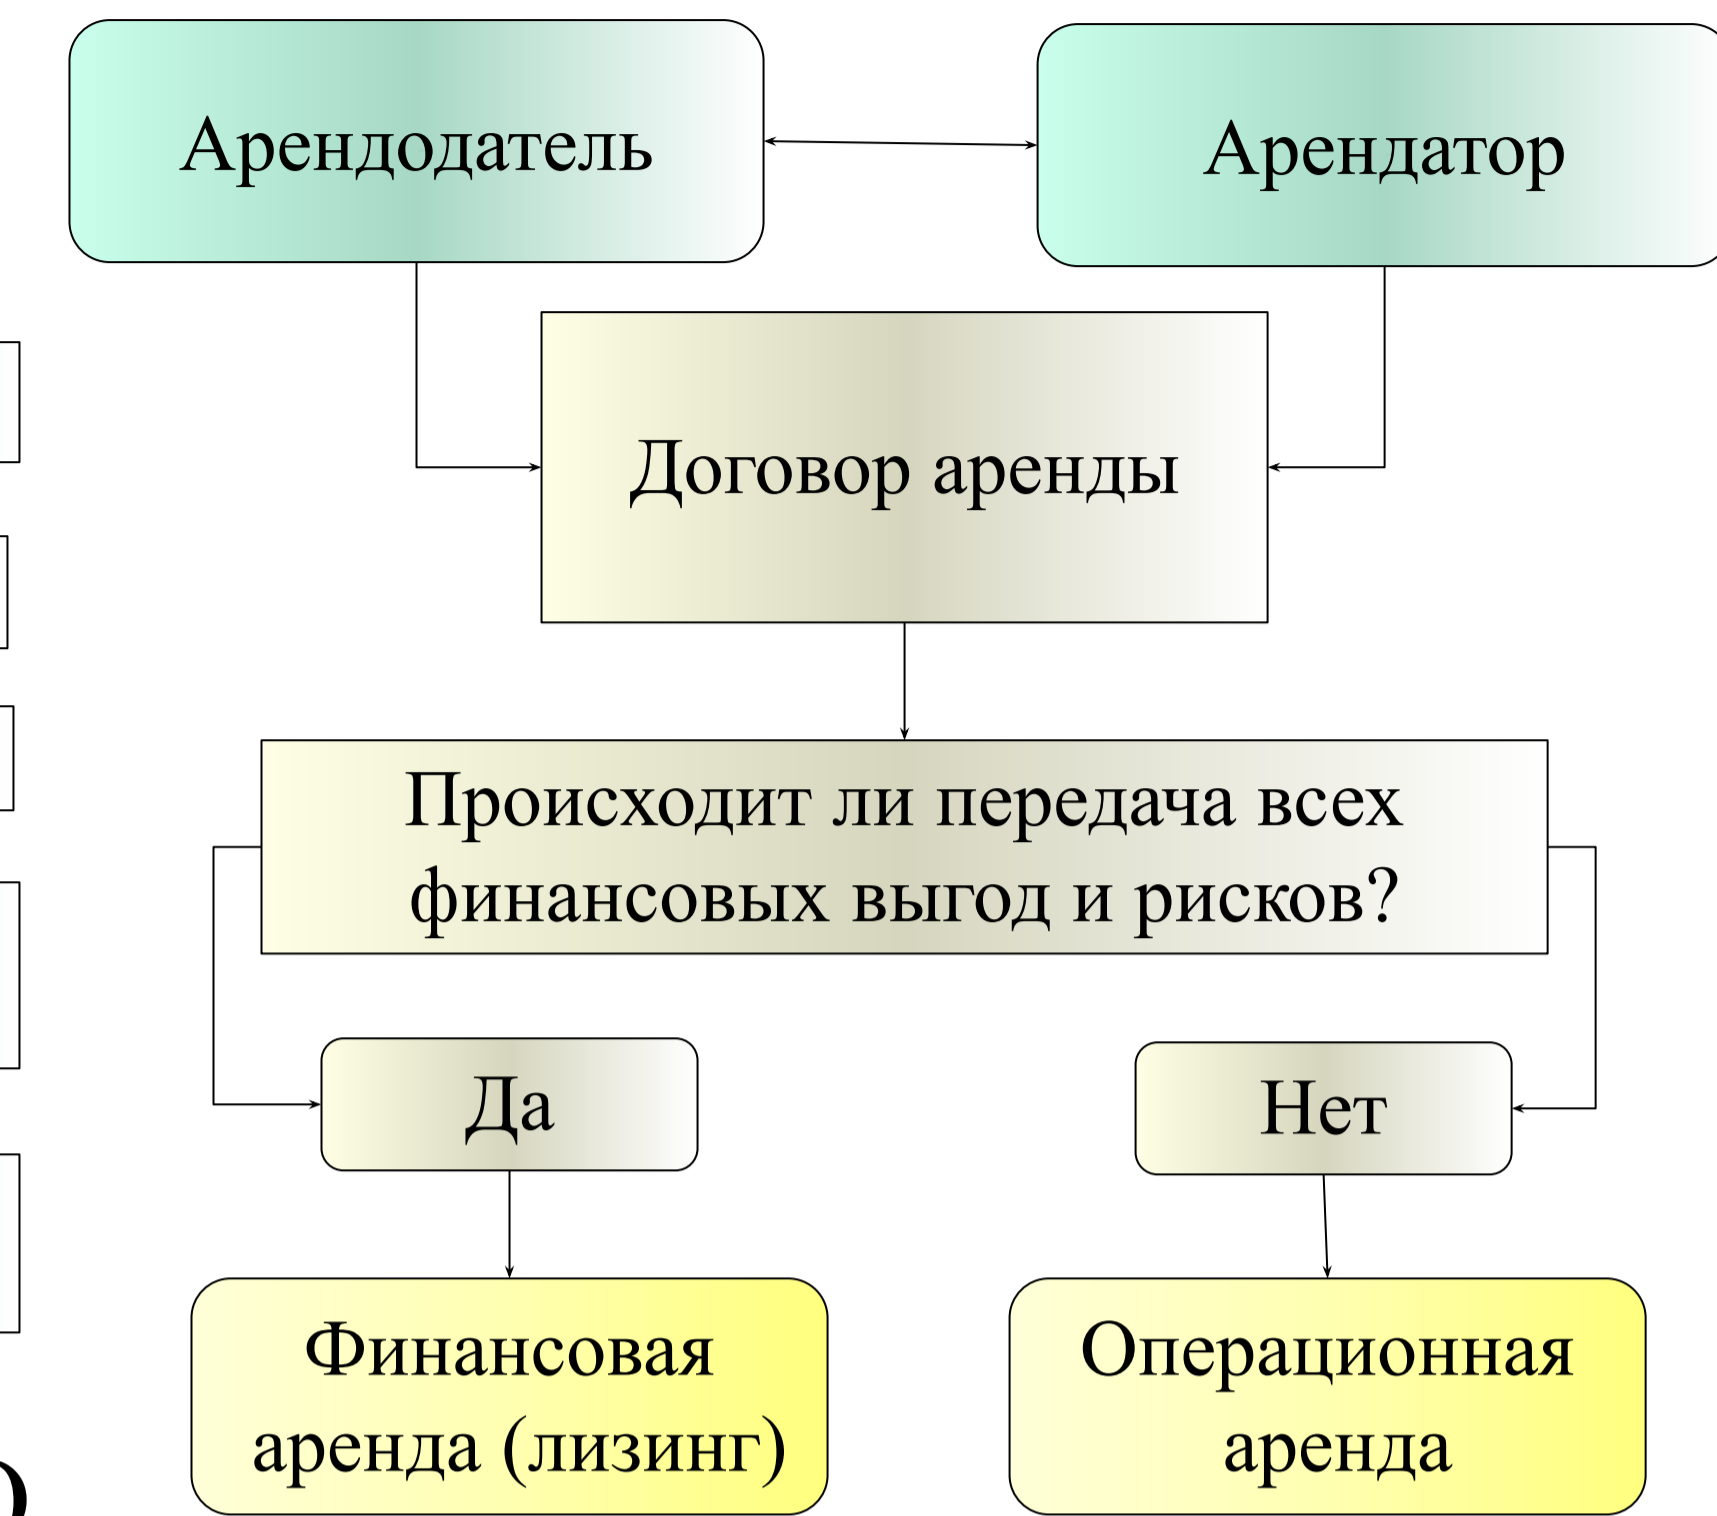 Арендодатель
Арендатор
Договор аренды
Происходит ли передача всех
финансовых выгод и рисков?
Да
Нет
Финансовая
аренда (лизинг)
Операционная
аренда